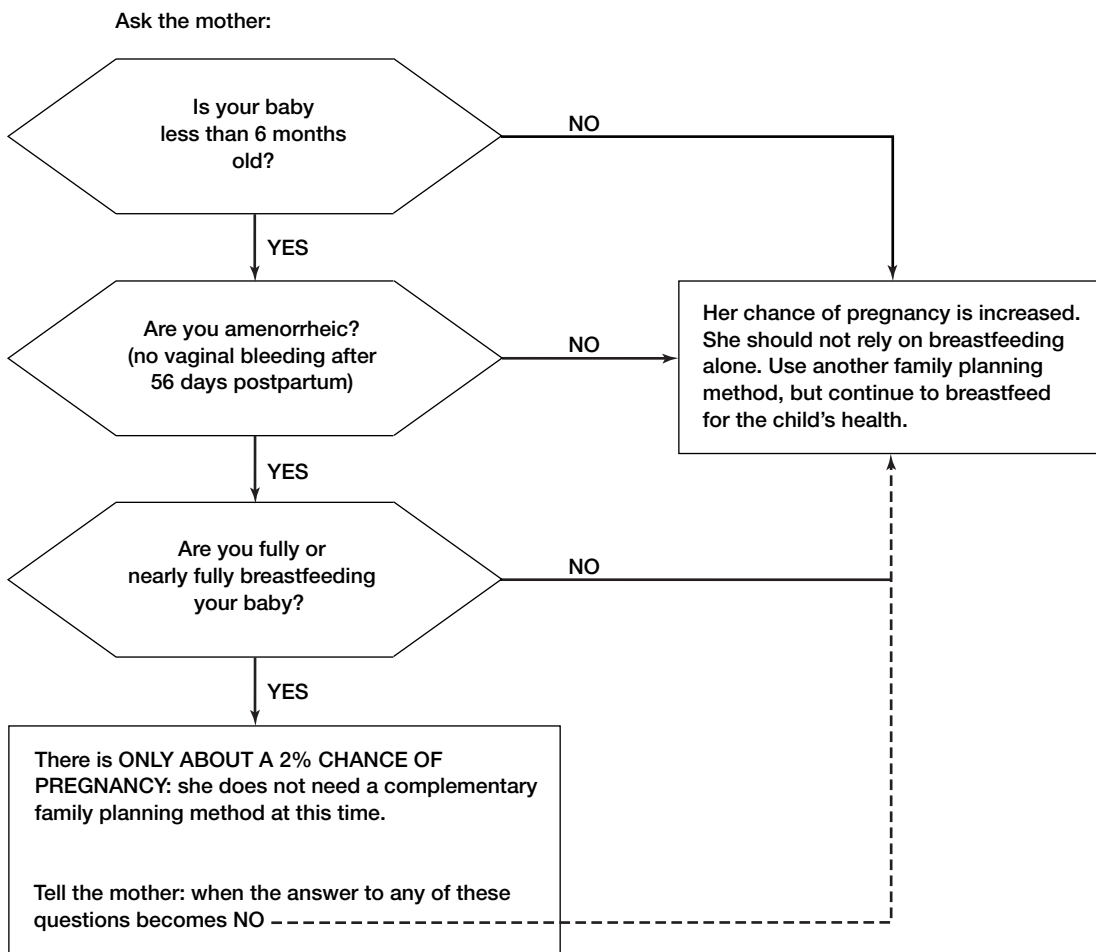 Ask the mother:
Is your baby
less than 6 months
old?
NO
YES
Are you amenorrheic?
(no vaginal bleeding after
56 days postpartum)
NO
Her chance of pregnancy is increased.
She should not rely on breastfeeding
alone. Use another family planning
method, but continue to breastfeed
for the child’s health.
YES
Are you fully or
nearly fully breastfeeding
your baby?
NO
YES
There is ONLY ABOUT A 2% CHANCE OF
PREGNANCY: she does not need a complementary
family planning method at this time.
Tell the mother: when the answer to any of these
questions becomes NO